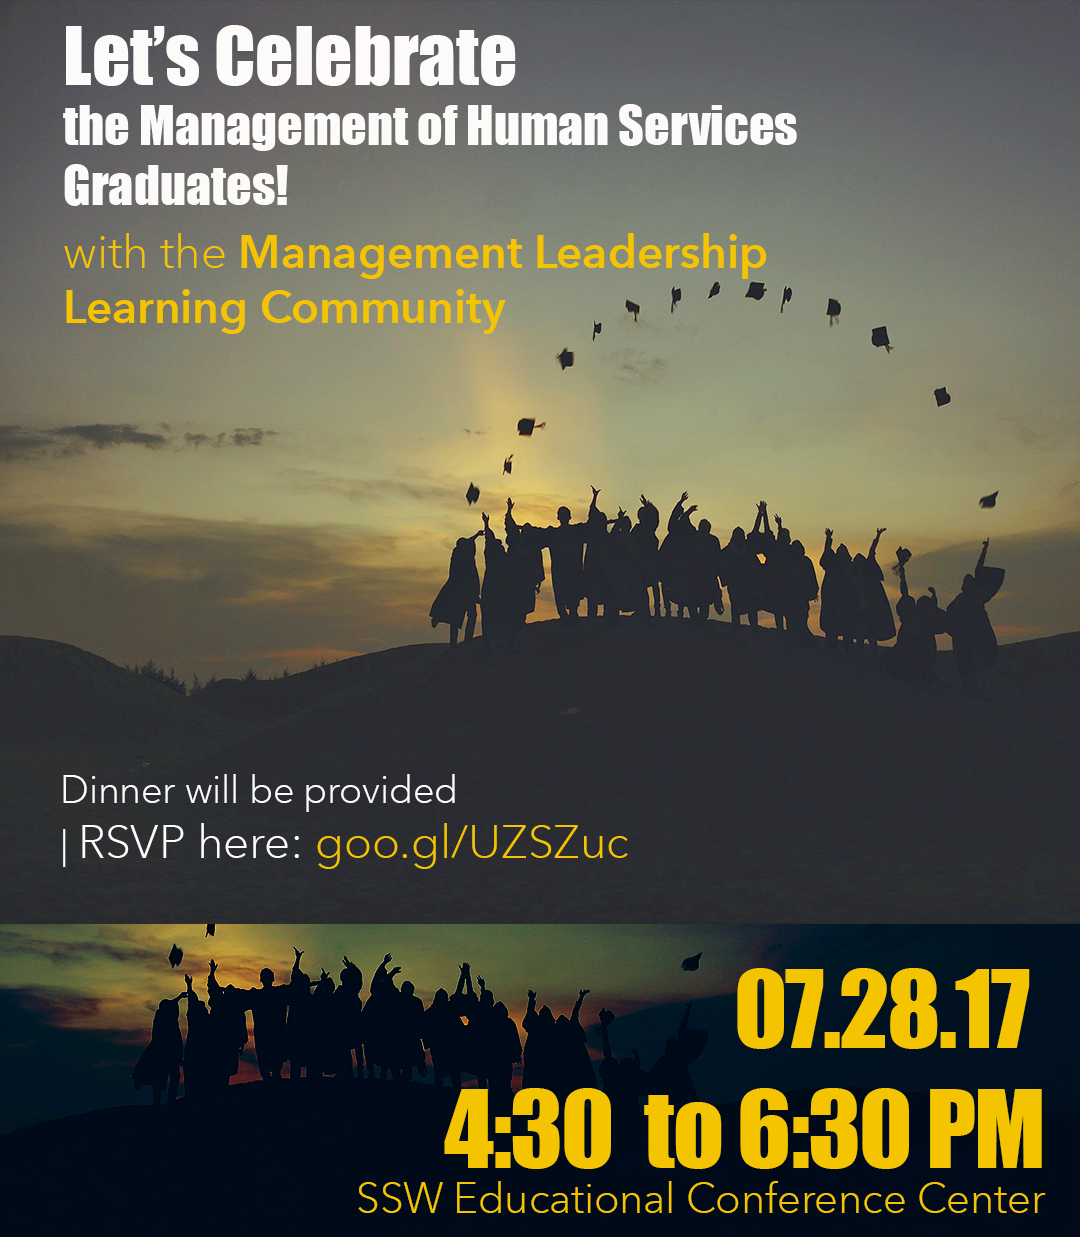 Let's Celebrate
the Management of Human Services
Graduates!
with the Management Leadership
Learning Community
Dinner will be provided
| RSVP here: goo.gl/UZSZuc
07.28.17
4:30 to 6:30 PM
SSW Educational Conference Center